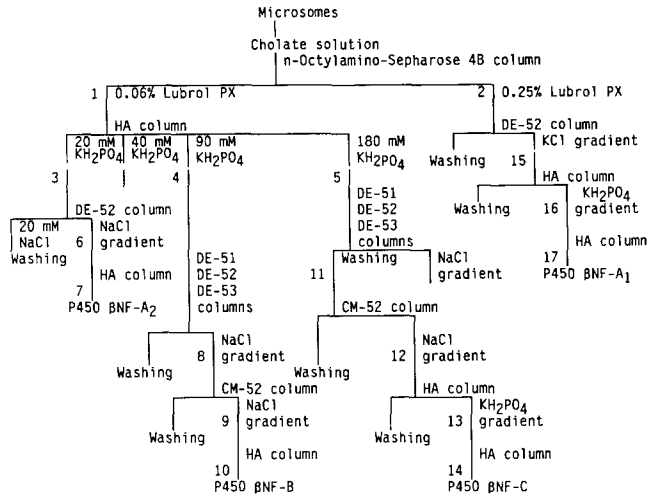 Microsomes
Cholate solution
n-Octylamino-Sepharose 4B column
1 0.06% Lubrol PX
2 0.25% Lubrol PX
HA column
20 mM KH2PO4
40 mM KH2PO4
90 mM KH2PO4
180 mM KH2PO4
3
4
5
DE-52 column
20 mM NaCl
Washing
6
NaCl gradient
HA column
7
P450 βNF-A2
DE-51
DE-52
DE-53
columns
Washing
8
NaCl gradient
CM-52 column
Washing
9
NaCl gradient
HA column
10
P450 βNF-B
DE-51
DE-52
DE-53
columns
Washing
NaCl gradient
11
CM-52 column
Washing
12
NaCl gradient
HA column
Washing
13
KH2PO4 gradient
HA column
14
P450 βNF-C
DE-52 column
Washing
KCl gradient
15
HA column
Washing
16
KH2PO4 gradient
HA column
17
P450 βNF-A1